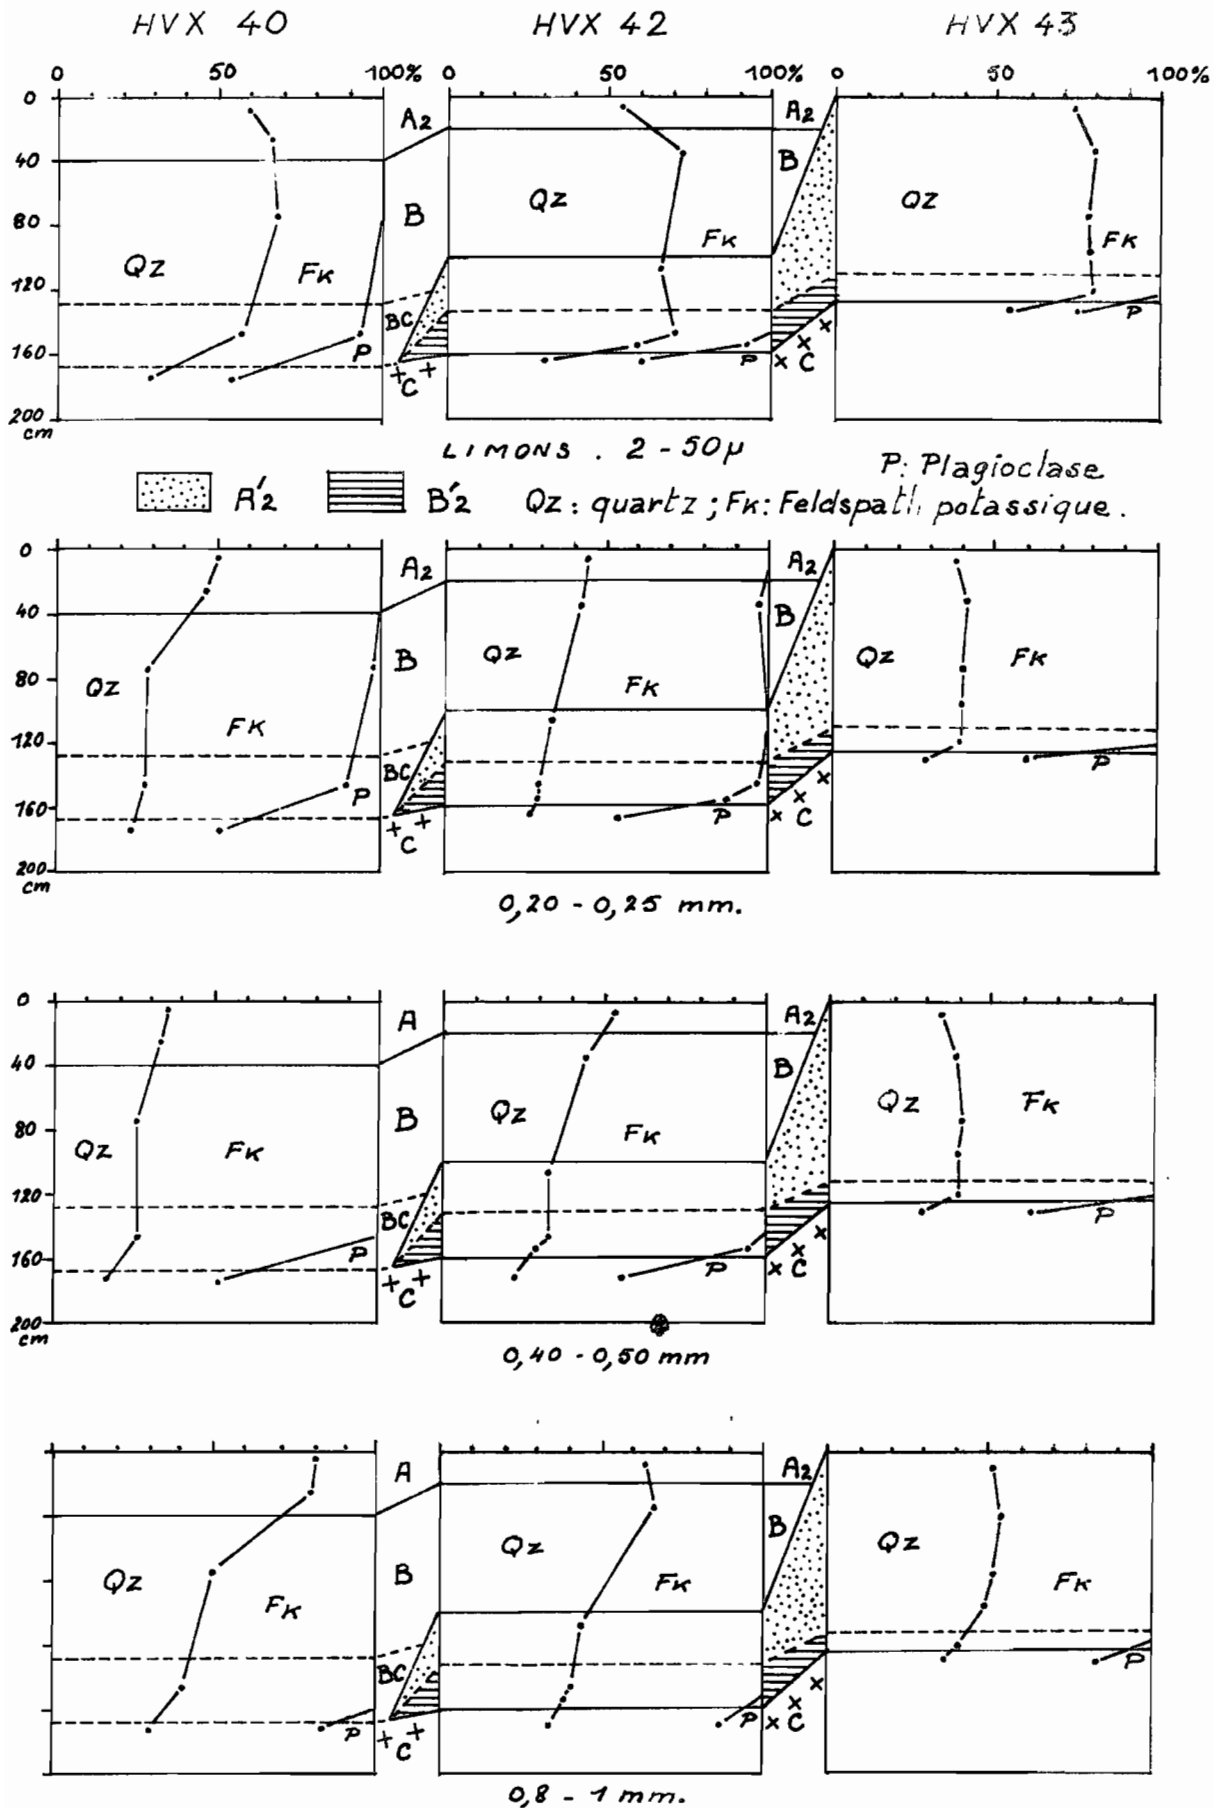 HVX 40 HVX 42 HVX 43
0 50 100% 0 50 100% 0 50 100%
0
40
80
120
160
200
cm
A2 A2
B B
Qz Fk Qz Fk Qz Fk
BC
P P P
++C ×××C
LIMONS . 2 - 50µ
A'2 B'2
P: Plagioclase
Qz : quartz ; Fk : Feldspath potassique .
0
40
80
120
160
200
cm
A2 A2
B B
Qz Fk Qz Fk Qz Fk
BC
P P P
++C ×××C
0,20 - 0,25 mm.
0
40
80
120
160
200
cm
A A2
B B
Qz Fk Qz Fk Qz Fk
BC
P P P
++C ×××C
0,40 - 0,50 mm
A A2
B B
Qz Fk Qz Fk Qz Fk
BC
P P P
++C ×××C
0,8 - 1 mm.